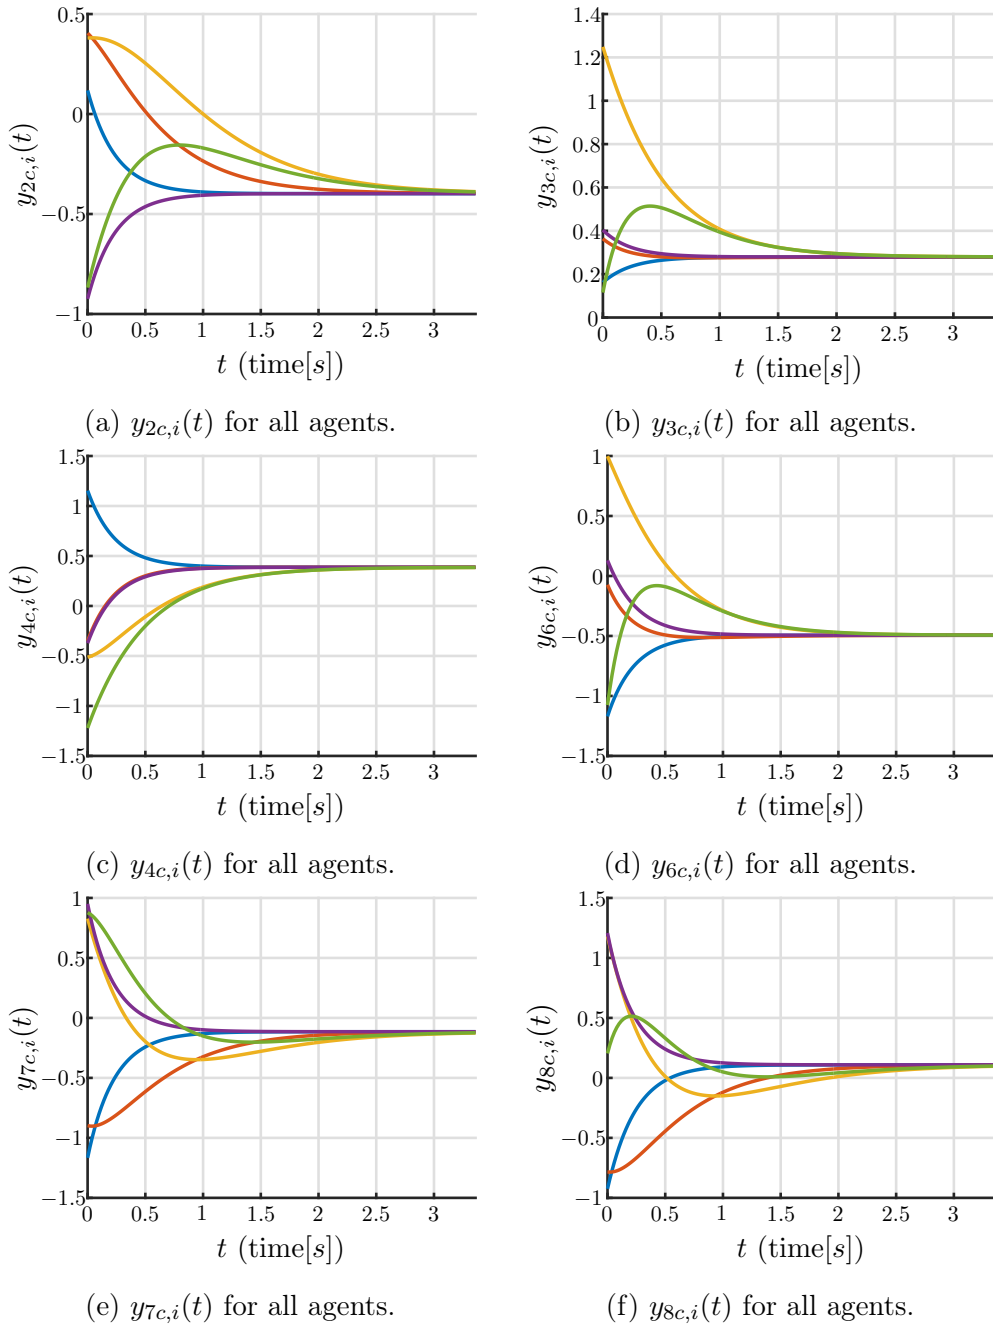 0.5
0
−0.5
−1
y2c,i(t)
0 0.5 1 1.5 2 2.5 3
t (time[s])
(a) y2c,i(t) for all agents.
1.4
1.2
1
0.8
0.6
0.4
0.2
0
y3c,i(t)
0 0.5 1 1.5 2 2.5 3
t (time[s])
(b) y3c,i(t) for all agents.
1.5
1
0.5
0
−0.5
−1
−1.5
y4c,i(t)
0 0.5 1 1.5 2 2.5 3
t (time[s])
(c) y4c,i(t) for all agents.
1
0.5
0
−0.5
−1
−1.5
y6c,i(t)
0 0.5 1 1.5 2 2.5 3
t (time[s])
(d) y6c,i(t) for all agents.
1
0.5
0
−0.5
−1
−1.5
y7c,i(t)
0 0.5 1 1.5 2 2.5 3
t (time[s])
(e) y7c,i(t) for all agents.
1.5
1
0.5
0
−0.5
−1
y8c,i(t)
0 0.5 1 1.5 2 2.5 3
t (time[s])
(f) y8c,i(t) for all agents.